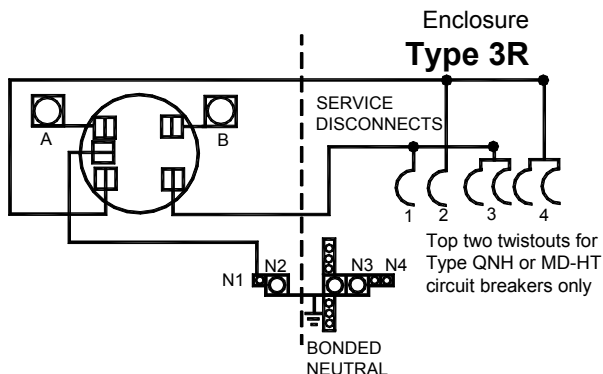 Enclosure
Type 3R
SERVICE
DISCONNECTS
A
B
1 2 3 4
Top two twistouts for
Type QNH or MD-HT
circuit breakers only
N1 N2 N3 N4
BONDED
NEUTRAL